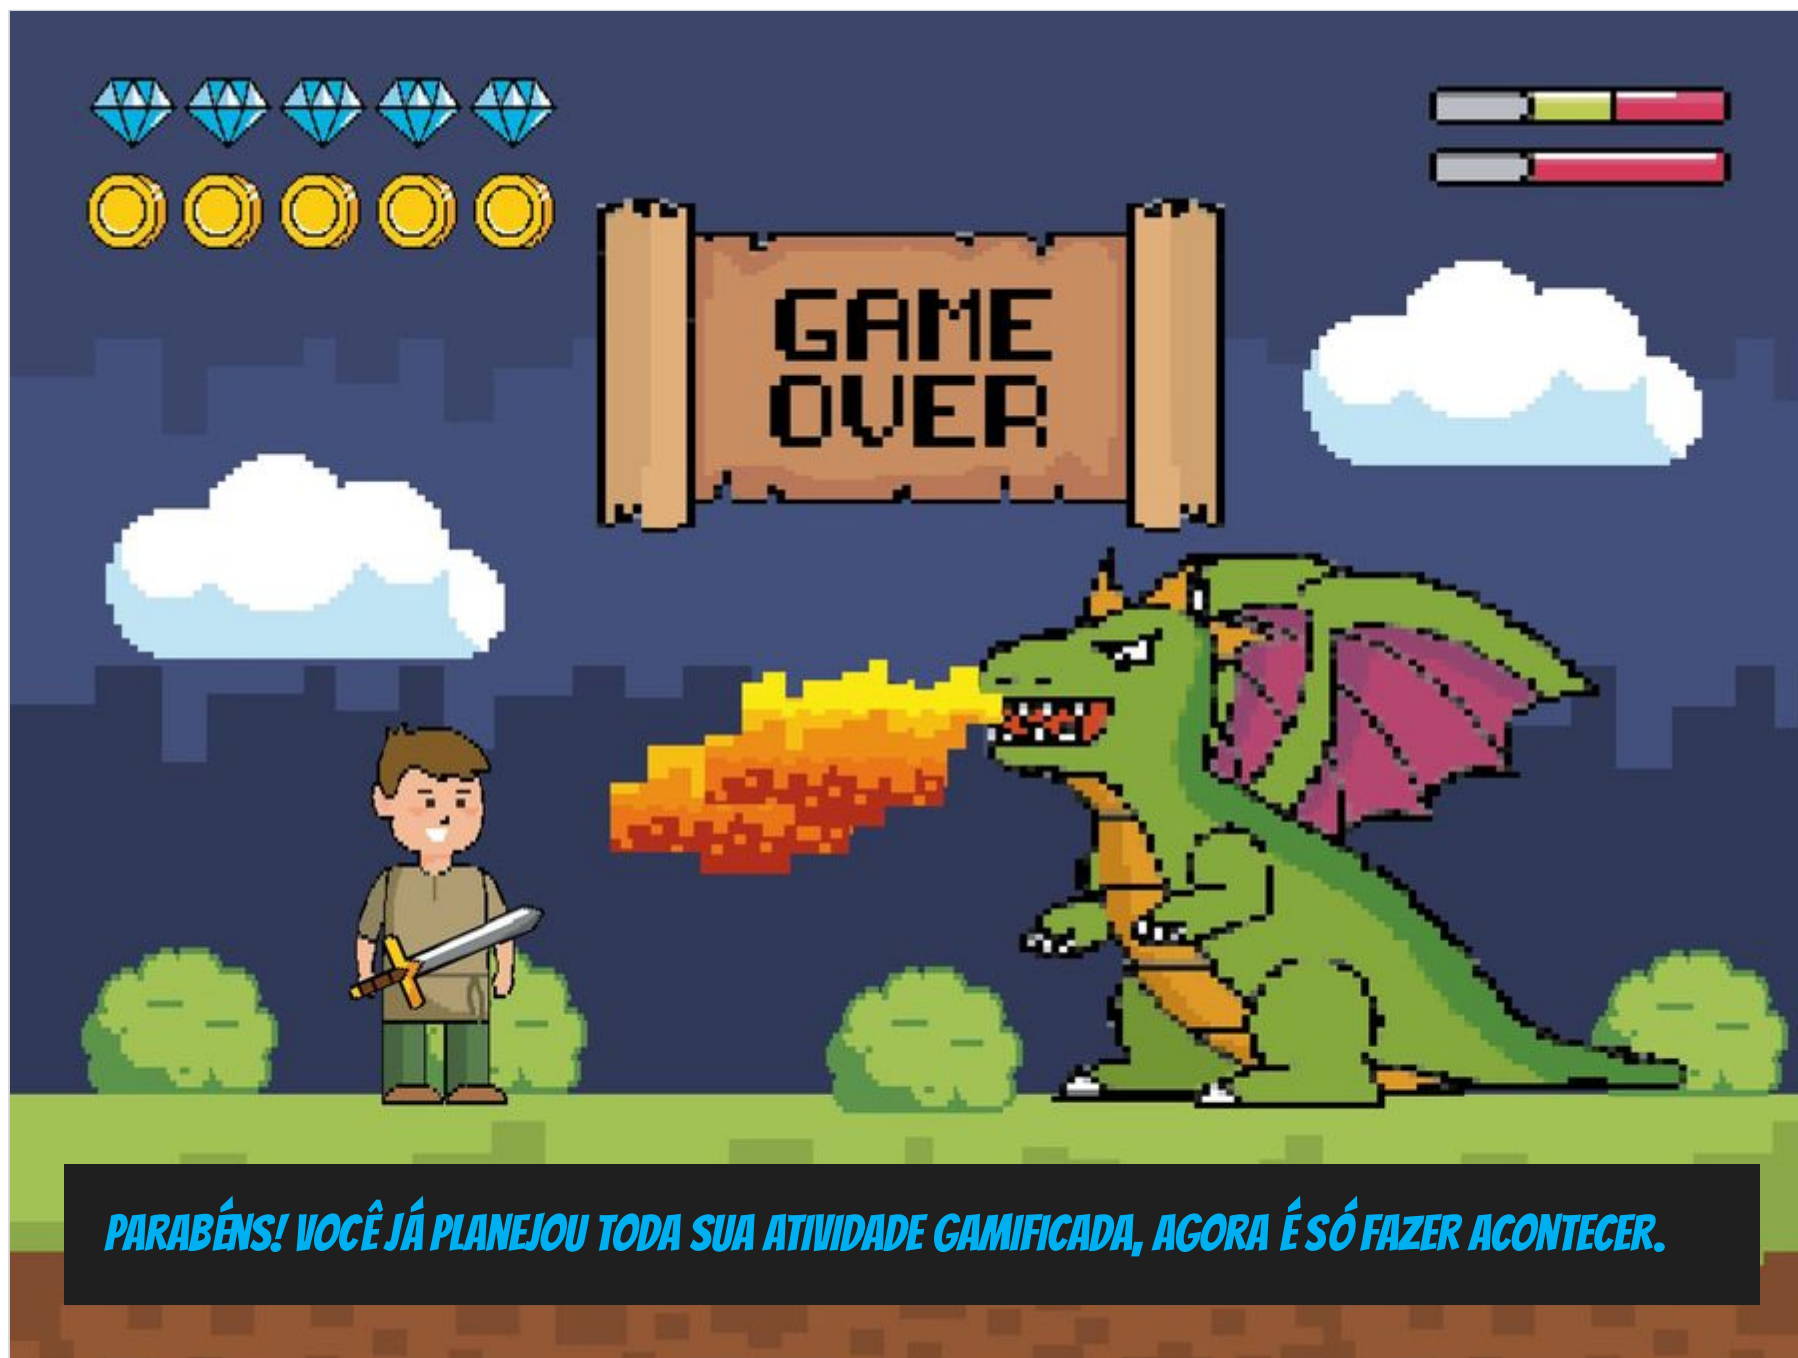 GAME
OVER
PARABÉNS! VOCÊ JÁ PLANEJOU TODA SUA ATIVIDADE GAMIFICADA, AGORA É SÓ FAZER ACONTECER.